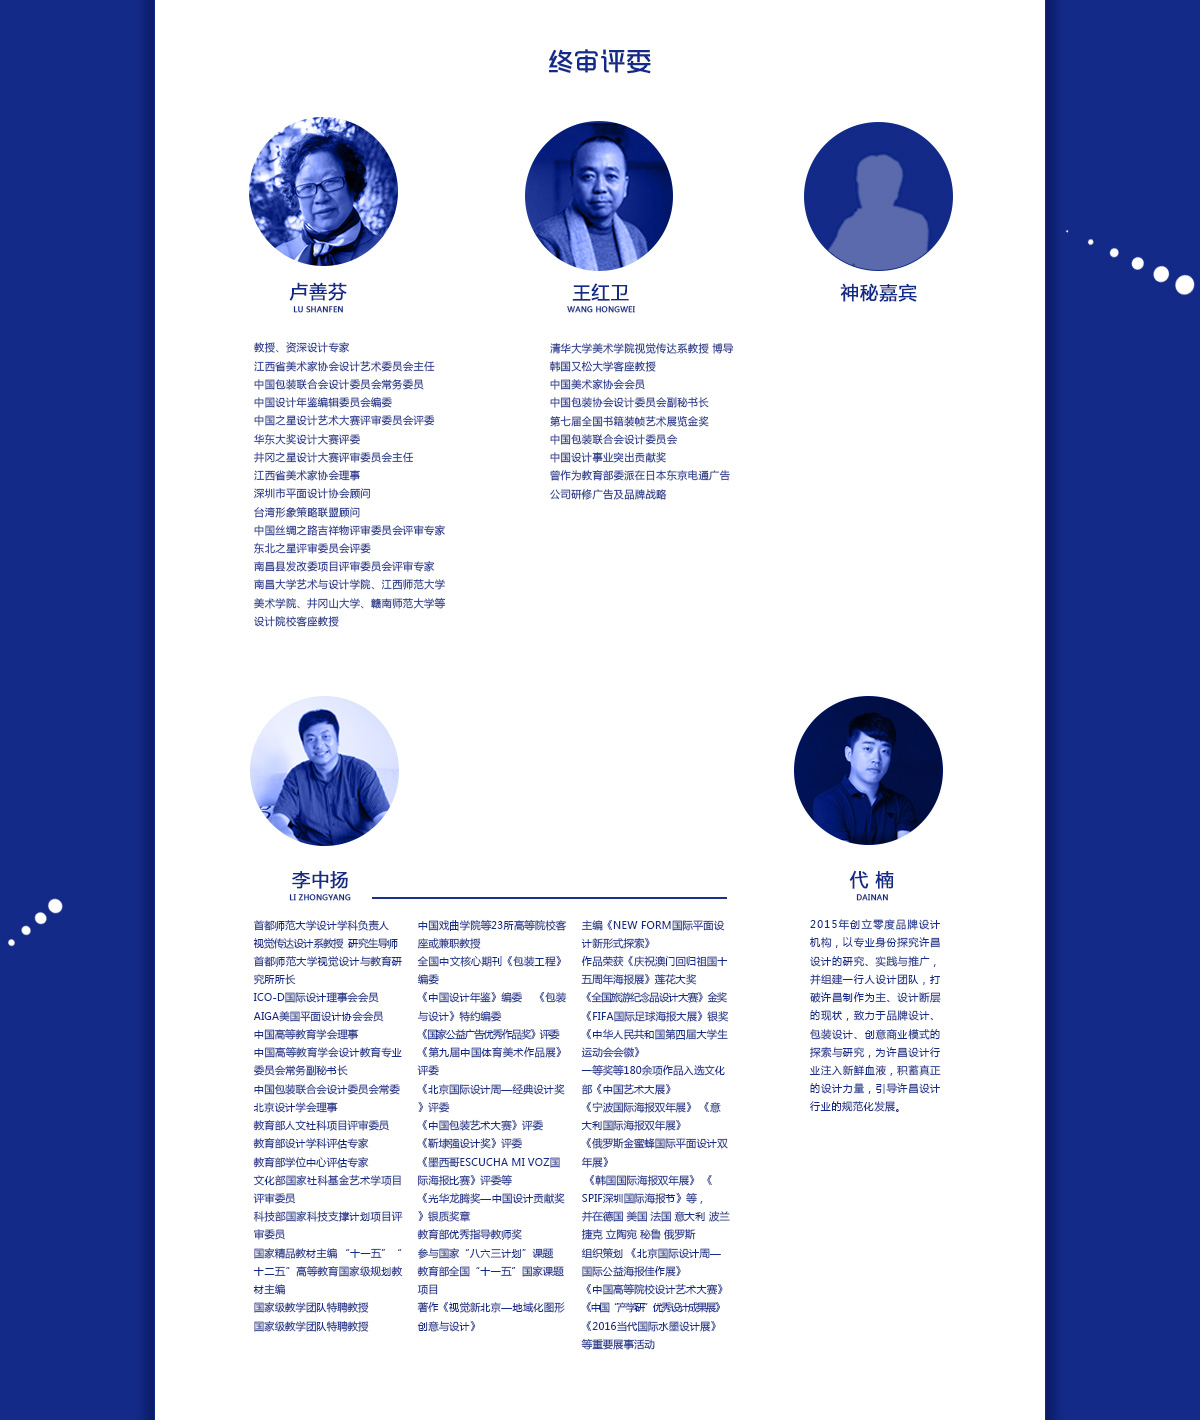 终审评委
卢善芬
LU SHANFEN
教授、资深设计专家
江西省美术家协会设计艺术委员会主任
中国包装联合会设计委员会常务委员
中国设计年鉴编辑委员会编委
中国之星设计艺术大赛评审委员会评委
华东大奖设计大赛评委
井冈之星设计大赛评审委员会主任
江西省美术家协会理事
深圳市平面设计协会顾问
台湾形象策略联盟顾问
中国丝绸之路吉祥物评审委员会评审专家
东北之星评审委员会评委
南昌县发改委项目评审委员会评审专家
南昌大学艺术与设计学院、江西师范大学
美术学院、井冈山大学、赣南师范大学等
设计院校客座教授
王红卫
WANG HONGWEI
清华大学美术学院视觉传达系教授 博导
韩国又松大学客座教授
中国美术家协会会员
中国包装协会设计委员会副秘书长
第七届全国书籍装帧艺术展览金奖
中国包装联合会设计委员会
中国设计事业突出贡献奖
曾作为教育部委派在日本东京电通广告
公司研修广告及品牌战略
神秘嘉宾
李中扬
LI ZHONGYANG
首都师范大学设计学科负责人
视觉传达设计系教授 研究生导师
首都师范大学视觉设计与教育研
究所所长
ICO-D国际设计理事会会员
AIGA美国平面设计协会会员
中国高等教育学会理事
中国高等教育学会设计教育专业
委员会常务副秘书长
中国包装联合会设计委员会常委
北京设计学会理事
教育部人文社科项目评审委员
教育部设计学科评估专家
教育部学位中心评估专家
文化部国家社科基金艺术学项目
评审委员
科技部国家科技支撑计划项目评
审委员
国家精品教材主编 “十一五” “
十二五”高等教育国家级规划教
材主编
国家级教学团队特聘教授
国家级教学团队特聘教授
中国戏曲学院等23所高等院校客
座或兼职教授
全国中文核心期刊《包装工程》
编委
《中国设计年鉴》编委 《包装
与设计》特约编委
《国家公益广告优秀作品奖》评委
《第九届中国体育美术作品展》
评委
《北京国际设计周—经典设计奖
》评委
《中国包装艺术大赛》评委
《靳埭强设计奖》评委
《墨西哥ESCUCHA MI VOZ国
际海报比赛》评委等
《光华龙腾奖—中国设计贡献奖
》银质奖章
教育部优秀指导教师奖
参与国家“八六三计划”课题
教育部全国“十一五”国家课题
项目
著作《视觉新北京—地域化图形
创意与设计》
主编《NEW FORM国际平面设
计新形式探索》
作品荣获《庆祝澳门回归祖国十
五周年海报展》莲花大奖
《全国旅游纪念品设计大赛》金奖
《FIFA国际足球海报大展》银奖
《中华人民共和国第四届大学生
运动会会徽》
一等奖等180余项作品入选文化
部《中国艺术大展》
《宁波国际海报双年展》 《意
大利国际海报双年展》
《俄罗斯金蜜蜂国际平面设计双
年展》
《韩国国际海报双年展》 《
SPIF深圳国际海报节》等，
并在德国 美国 法国 意大利 波兰
捷克 立陶宛 秘鲁 俄罗斯
组织策划 《北京国际设计周—
国际公益海报佳作展》
《中国高等院校设计艺术大赛》
《中国“产学研”优秀设计成果展》
《2016当代国际水墨设计展》
等重要展事活动
代 楠
DAINAN
2015年创立零度品牌设计
机构，以专业身份探究许昌
设计的研究、实践与推广，
并组建一行人设计团队，打
破许昌制作为主、设计断层
的现状，致力于品牌设计、
包装设计、创意商业模式的
探索与研究，为许昌设计行
业注入新鲜血液，积蓄真正
的设计力量，引导许昌设计
行业的规范化发展。